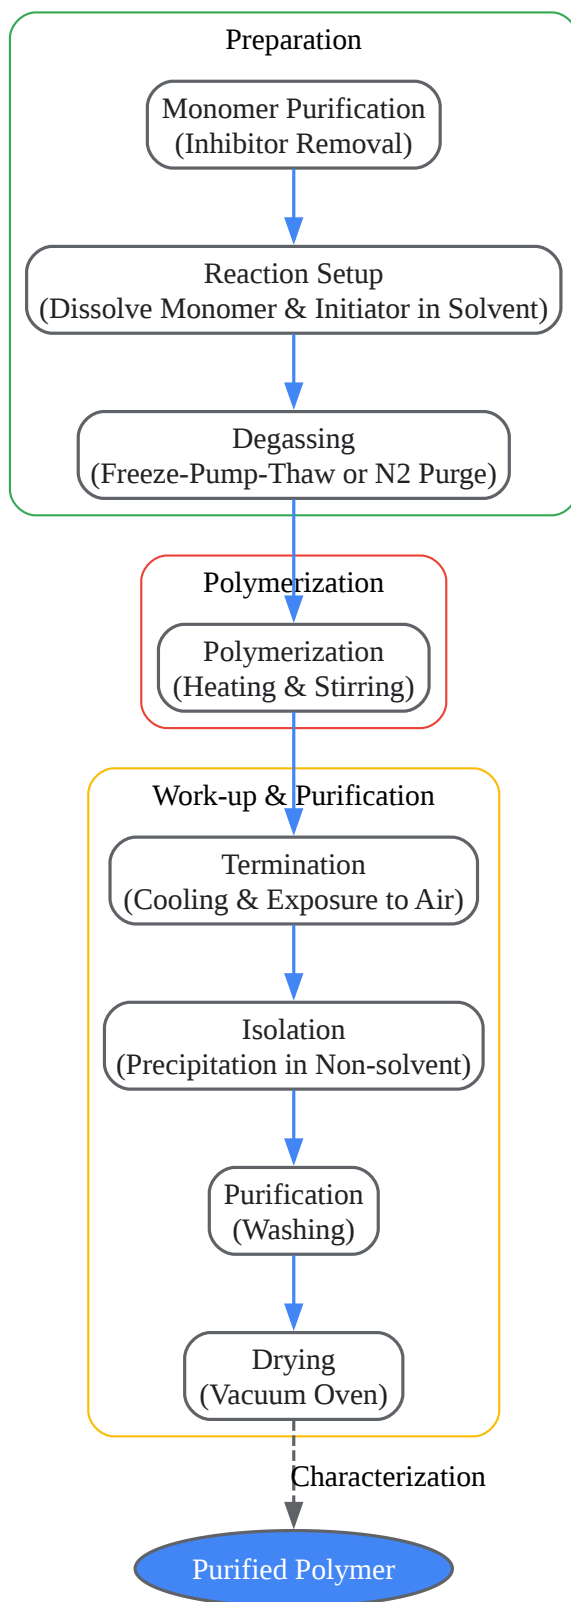 Preparation
Monomer Purification
(Inhibitor Removal)
Reaction Setup
(Dissolve Monomer & Initiator in Solvent)
Degassing
(Freeze-Pump-Thaw or N2 Purge)
Polymerization
Polymerization
(Heating & Stirring)
Work-up & Purification
Termination
(Cooling & Exposure to Air)
Isolation
(Precipitation in Non-solvent)
Purification
(Washing)
Drying
(Vacuum Oven)
Characterization
Purified Polymer